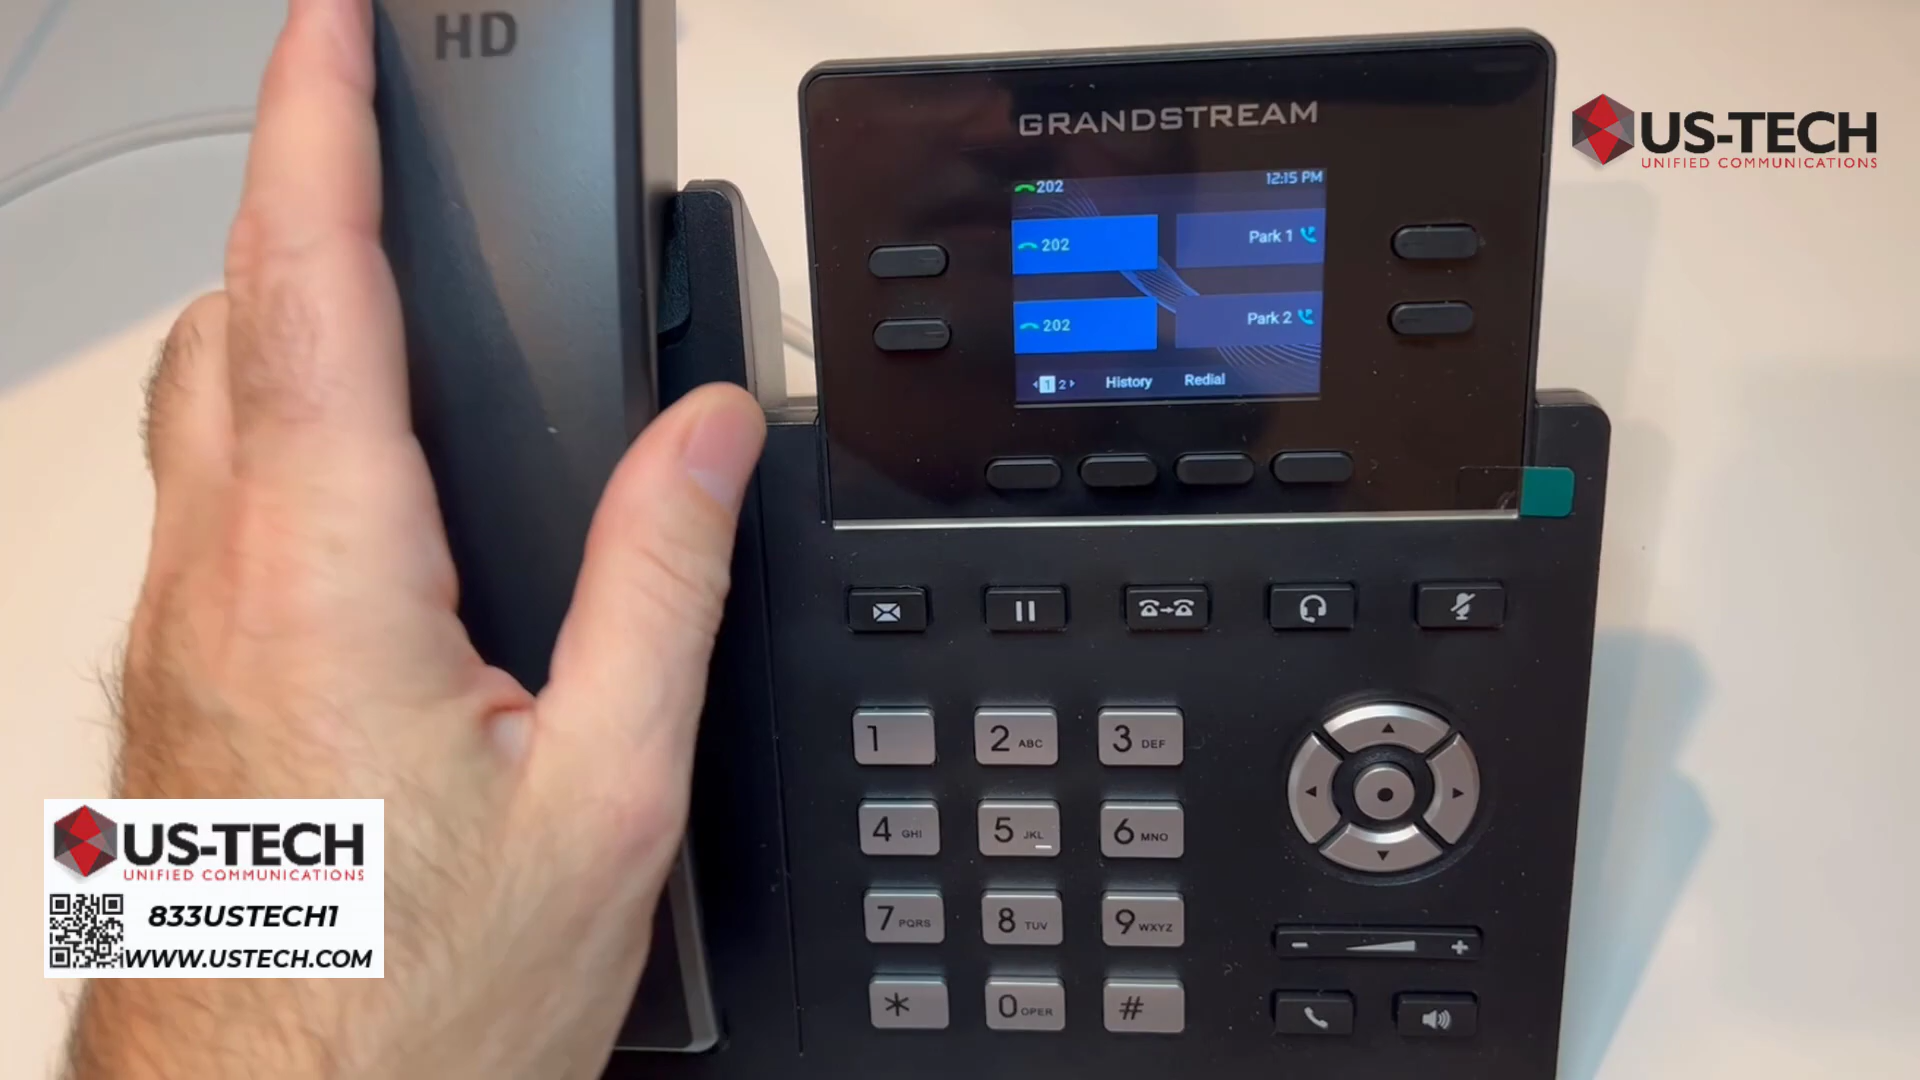 HD
GRANDSTREAM
US-TECH
UNIFIED COMMUNICATIONS
202 12:15 PM
202 Park 1
202 Park 2
1 2 History Redial
1 2 ABC 3 DEF
4 GHI 5 JKL 6 MNO
7 PQRS 8 TUV 9 WXYZ
* 0 OPER #
- +
US-TECH
UNIFIED COMMUNICATIONS
833USTECH1
WWW.USTECH.COM